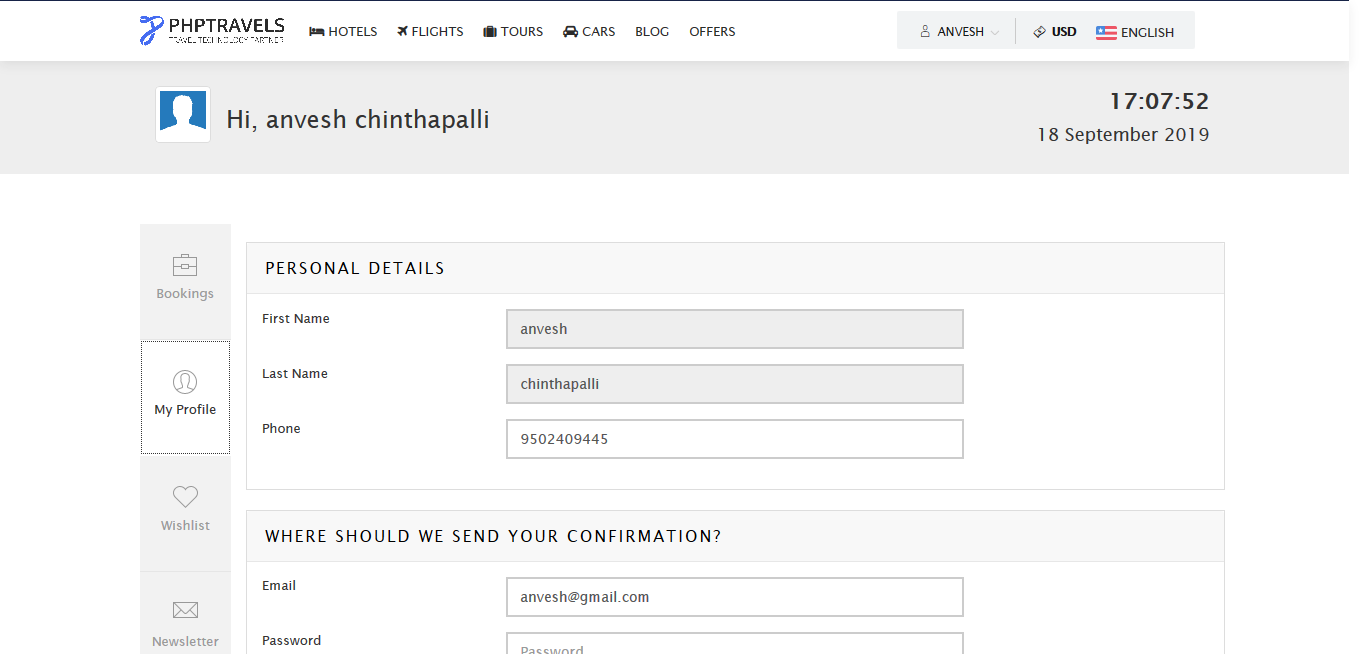 PHPTRAVELS
TRAVEL TECHNOLOGY PARTNER
HOTELS FLIGHTS TOURS CARS BLOG OFFERS
ANVESH USD ENGLISH
Hi, anvesh chinthapalli
17:07:52
18 September 2019
Bookings
My Profile
Wishlist
Newsletter
PERSONAL DETAILS
First Name anvesh
Last Name chinthapalli
Phone 9502409445
WHERE SHOULD WE SEND YOUR CONFIRMATION?
Email anvesh@gmail.com
Password Password